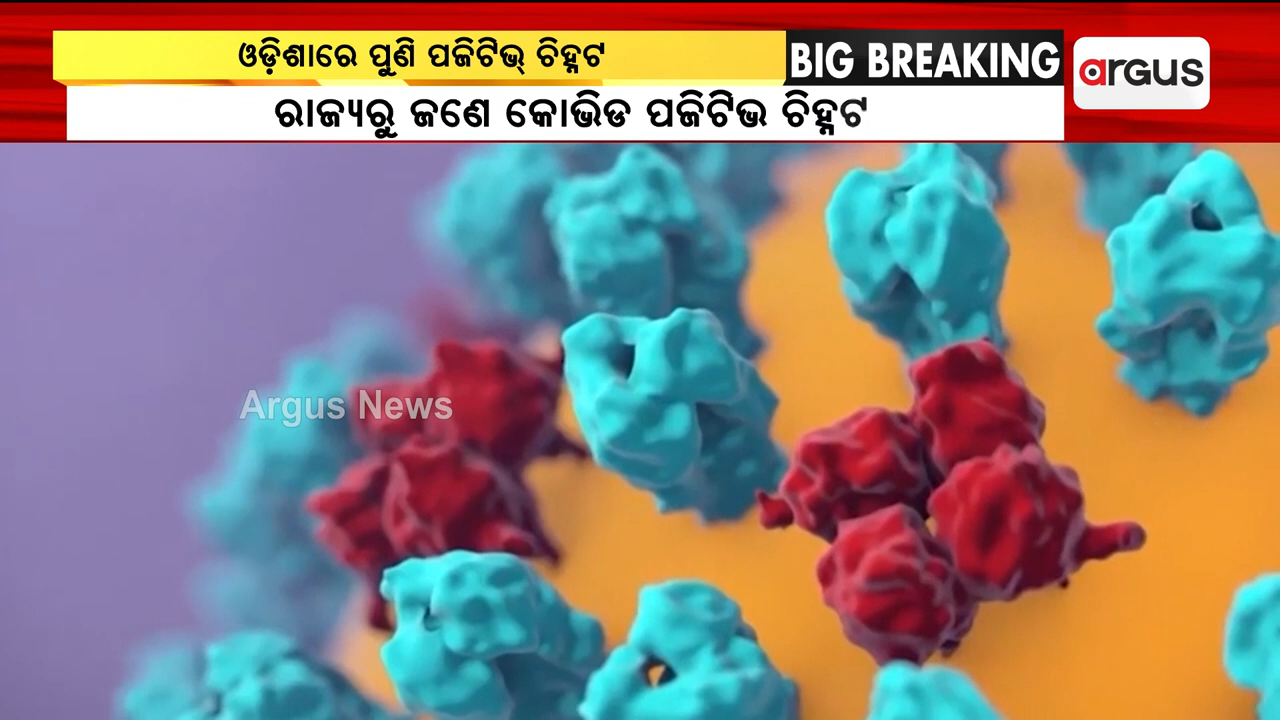 ଓଡ଼ିଶାରେ ପୁଣି ପଜିଟିଭ୍ ଚିହ୍ନଟ
BIG BREAKING
argus
ରାଜ୍ୟରୁ ଜଣେ କୋଭିଡ ପଜିଟିଭ ଚିହ୍ନଟ
Argus News